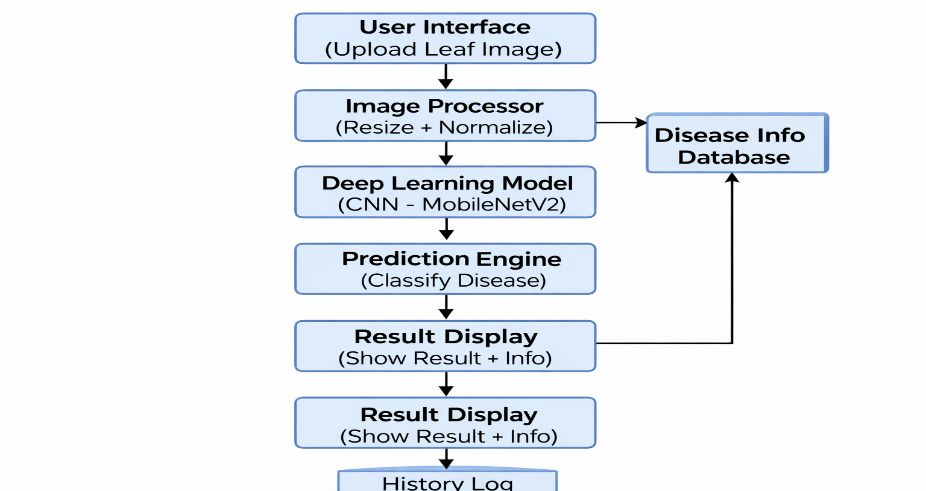 User Interface
(Upload Leaf Image)
Image Processor
(Resize + Normalize)
Disease Info
Database
Deep Learning Model
(CNN - MobileNetV2)
Prediction Engine
(Classify Disease)
Result Display
(Show Result + Info)
Result Display
(Show Result + Info)
History Log